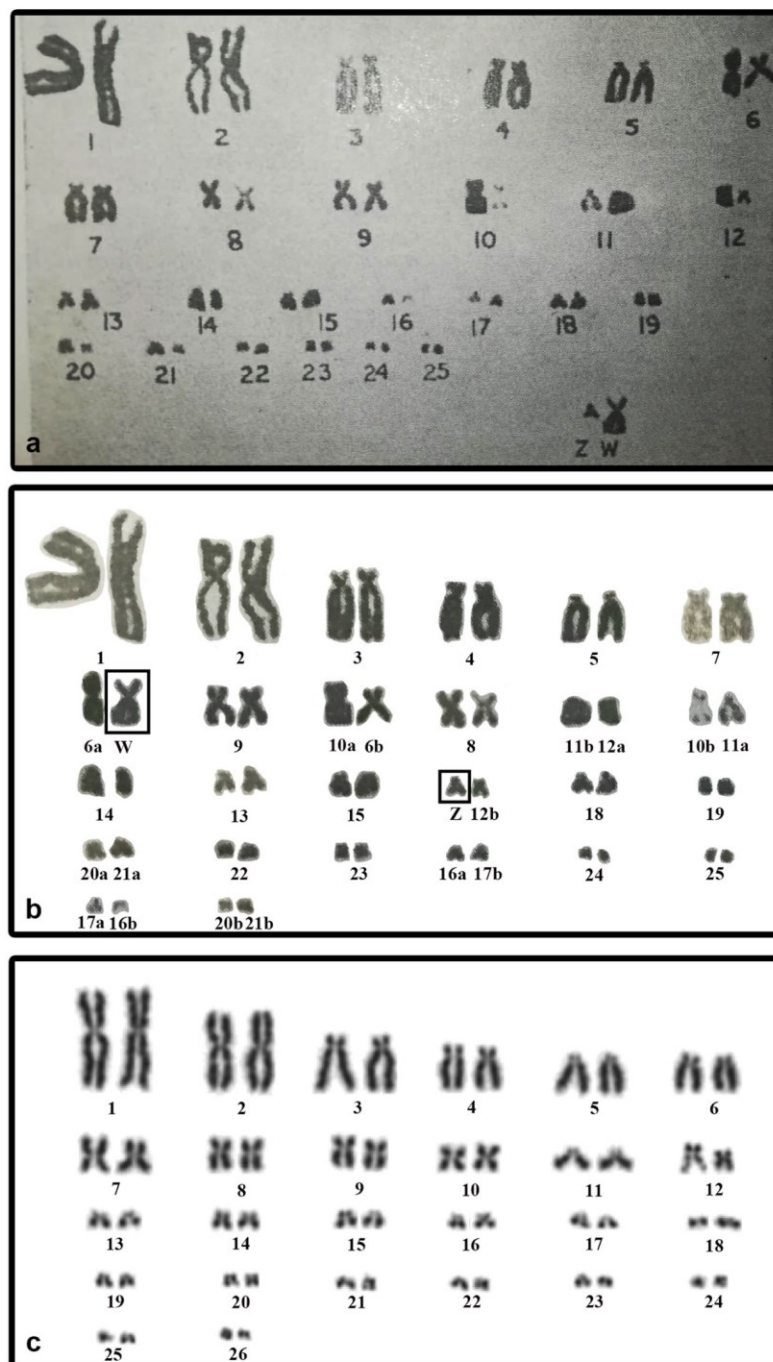 1 2 3 4 5 6
7 8 9 10 11 12
13 14 15 16 17 18 19
20 21 22 23 24 25
a Z W
1 2 3 4 5 7
6a W 9 10a 6b 8 11b 12a 10b 11a
14 13 15 Z 12b 18 19
20a 21a 22 23 16a 17b 24 25
b 17a 16b 20b 21b
1 2 3 4 5 6
7 8 9 10 11 12
13 14 15 16 17 18
19 20 21 22 23 24
c 25 26